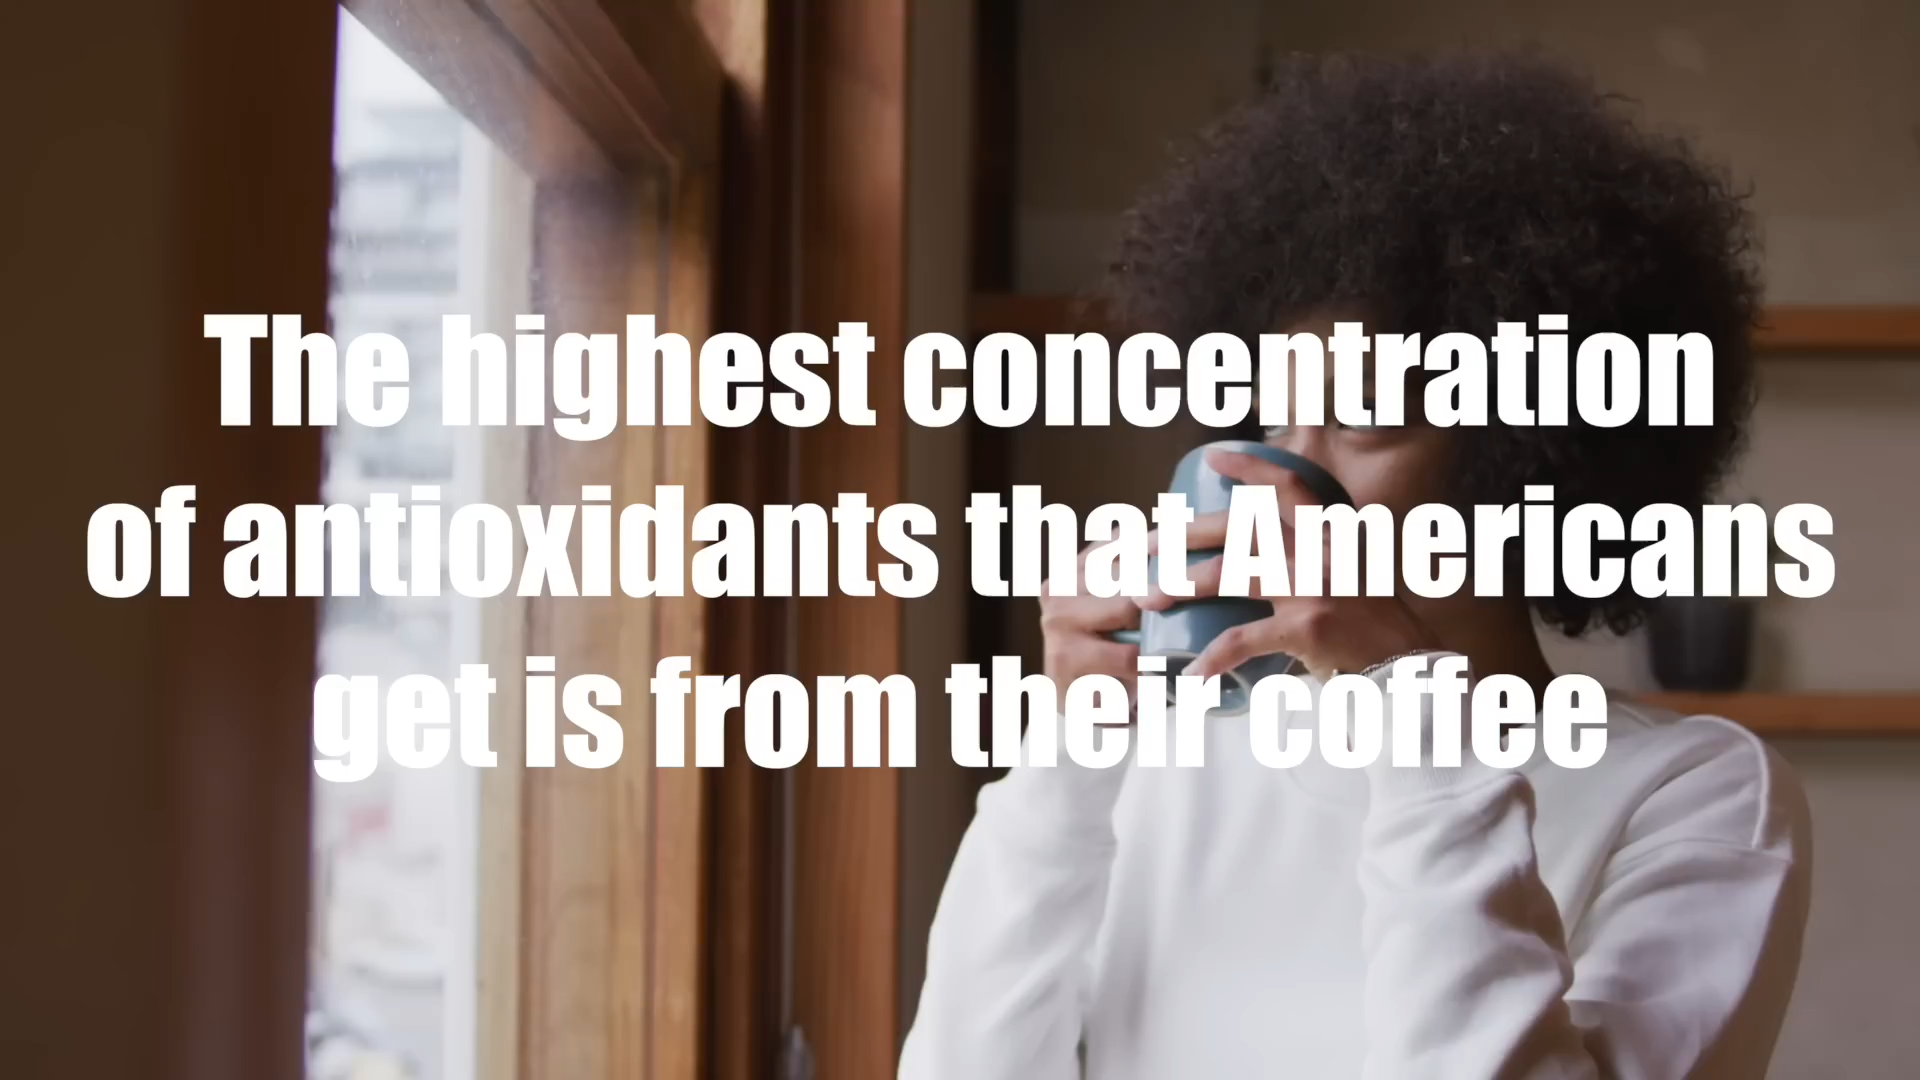 The highest concentration
of antioxidants that Americans
get is from their coffee